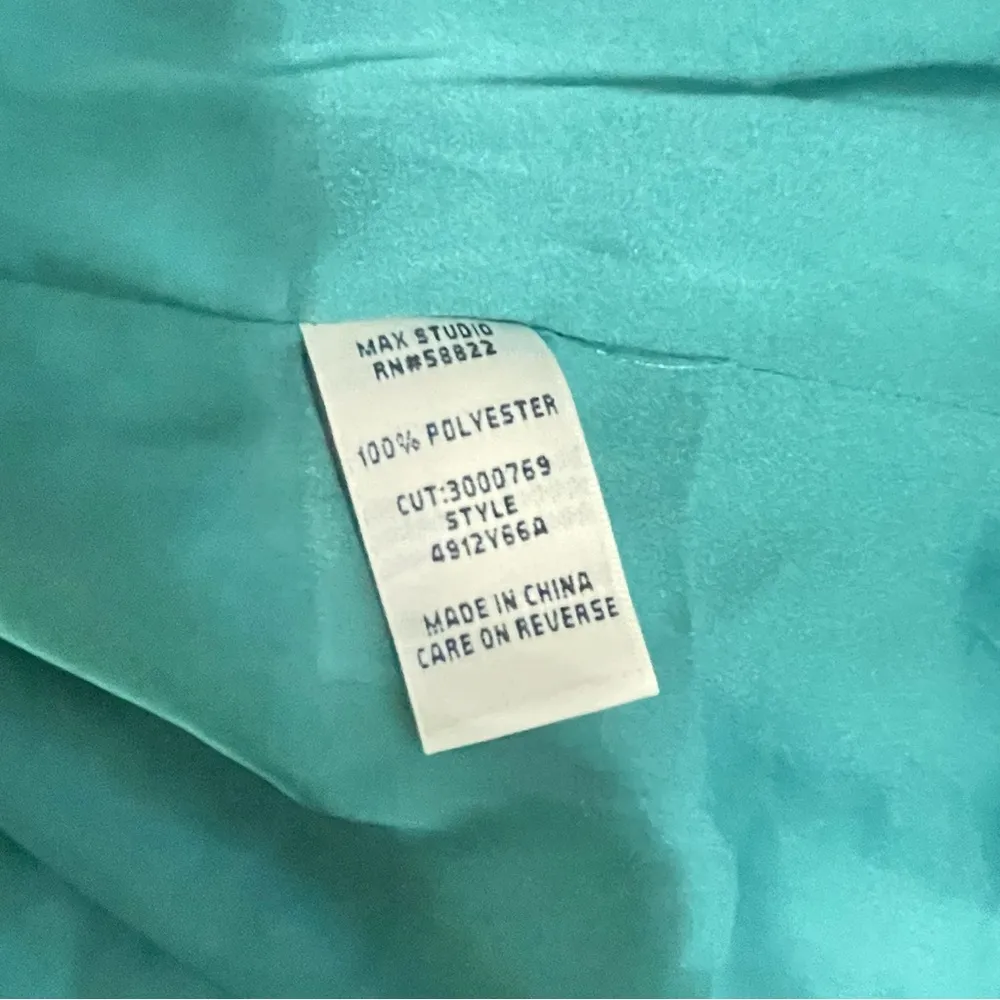 MAX STUDIO
RN#58822
100% POLYESTER
CUT:3000769
STYLE
4912Y66A
MADE IN CHINA
CARE ON REVERSE